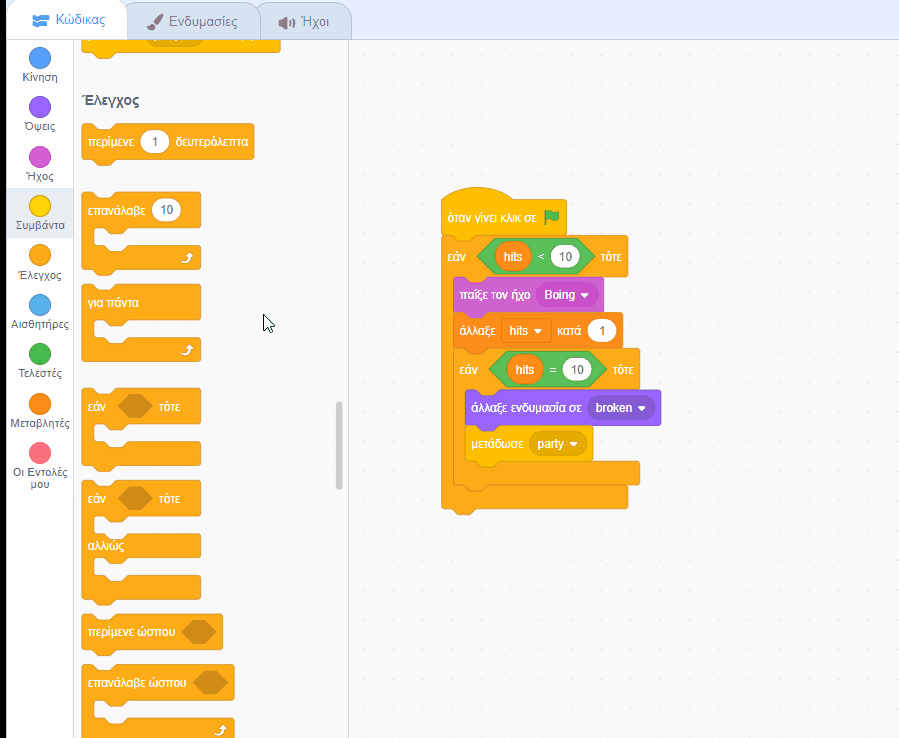 Κώδικας
Ενδυμασίες
Ήχοι
Κίνηση
Όψεις
Ήχος
Συμβάντα
Έλεγχος
Αισθητήρες
Τελεστές
Μεταβλητές
Οι Εντολές
μου
Έλεγχος
περίμενε 1 δευτερόλεπτα
επανάλαβε 10
για πάντα
εάν τότε
εάν τότε
αλλιώς
περίμενε ώσπου
επανάλαβε ώσπου
όταν γίνει κλικ σε
εάν hits < 10 τότε
παίξε τον ήχο Boing
άλλαξε hits κατά 1
εάν hits = 10 τότε
άλλαξε ενδυμασία σε broken
μετάδωσε party